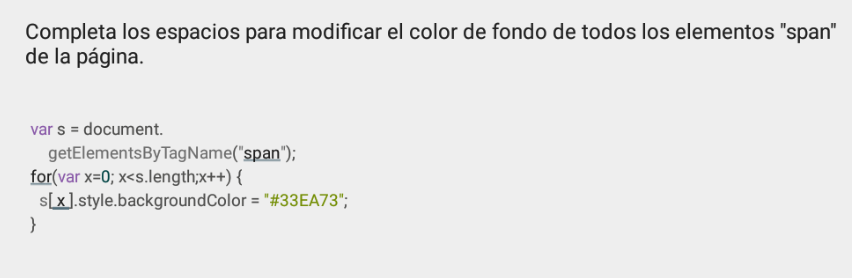 Completa los espacios para modificar el color de fondo de todos los elementos "span"
de la página.
var s = document.
getElementsByTagName("span");
for(var x=0; x<s.length;x++) {
s[ x ].style.backgroundColor = "#33EA73";
}